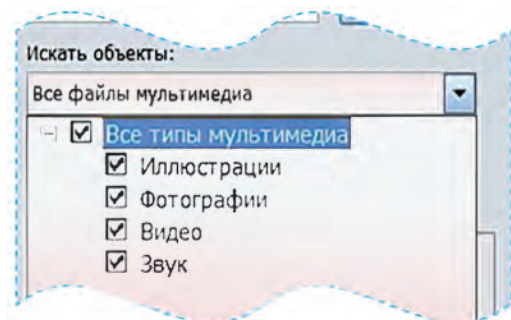 Искать объекты:
Все файлы мультимедиа
Все типы мультимедиа
Иллюстрации
Фотографии
Видео
Звук